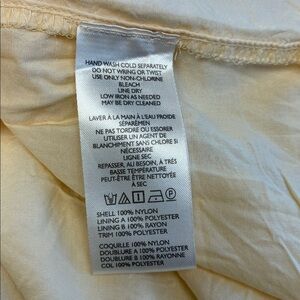 HAND WASH COLD SEPARATELY
DO NOT WRING OR TWIST
USE ONLY NON-CHLORINE
BLEACH
LINE DRY
LOW IRON AS NEEDED
MAY BE DRY CLEANED
LAVER À LA MAIN À L'EAU FROIDE
SÉPARÉMEN
NE PAS TORDRE OU ESSORER
UTILISER UN AGENT DE
BLANCHIMENT SANS CHLORE SI
NÉCESSAIRE
LIGNE SEC
REPASSER, AU BESOIN, À TRÉS
BASSE TEMPÉRATURE
PEUT-ÊTRE ÊTRE NETTOYÉE
À SEC
SHELL 100% NYLON
LINING A 100% POLYESTER
LINING B 100% RAYON
TRIM 100% POLYESTER
COQUILLE 100% NYLON
DOUBLURE A 100% POLYESTER
DOUBLURE B 100% RAYONNE
COL 100% POLYESTER